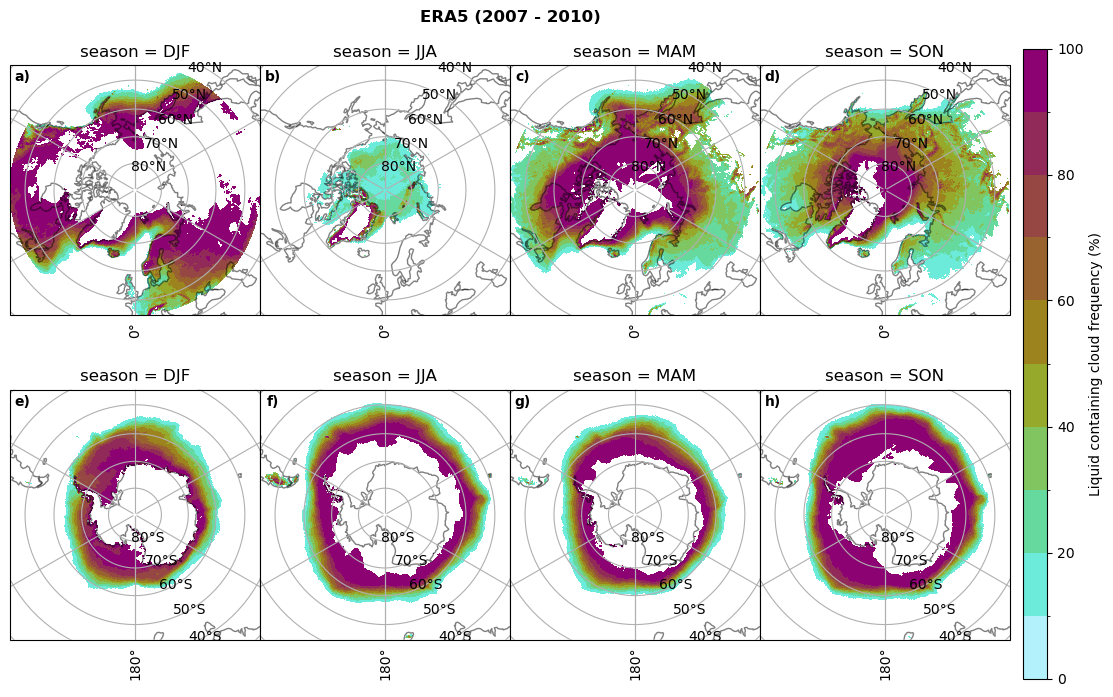 ERA5 (2007 - 2010)
season = DJF
season = JJA
season = MAM
season = SON
a)
40°N
50°N
60°N
70°N
80°N
0°
b)
40°N
50°N
60°N
70°N
80°N
0°
c)
40°N
50°N
60°N
70°N
80°N
0°
d)
40°N
50°N
60°N
70°N
80°N
0°
season = DJF
season = JJA
season = MAM
season = SON
e)
80°S
70°S
60°S
50°S
40°S
180°
f)
80°S
70°S
60°S
50°S
40°S
180°
g)
80°S
70°S
60°S
50°S
40°S
180°
h)
80°S
70°S
60°S
50°S
40°S
180°
100
80
60
40
20
0
Liquid containing cloud frequency (%)